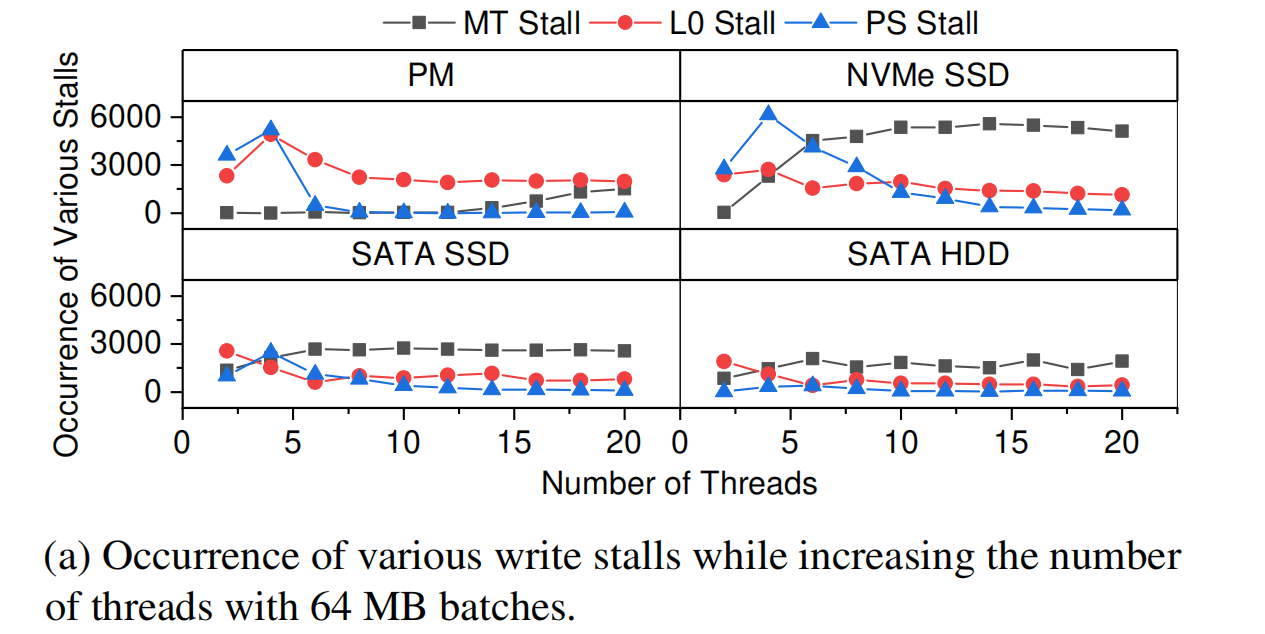 MT Stall L0 Stall PS Stall
PM NVMe SSD
Occurrence of Various Stalls
6000
3000
0
SATA SSD SATA HDD
6000
3000
0
0 5 10 15 20 0 5 10 15 20
Number of Threads
(a) Occurrence of various write stalls while increasing the number
of threads with 64 MB batches.